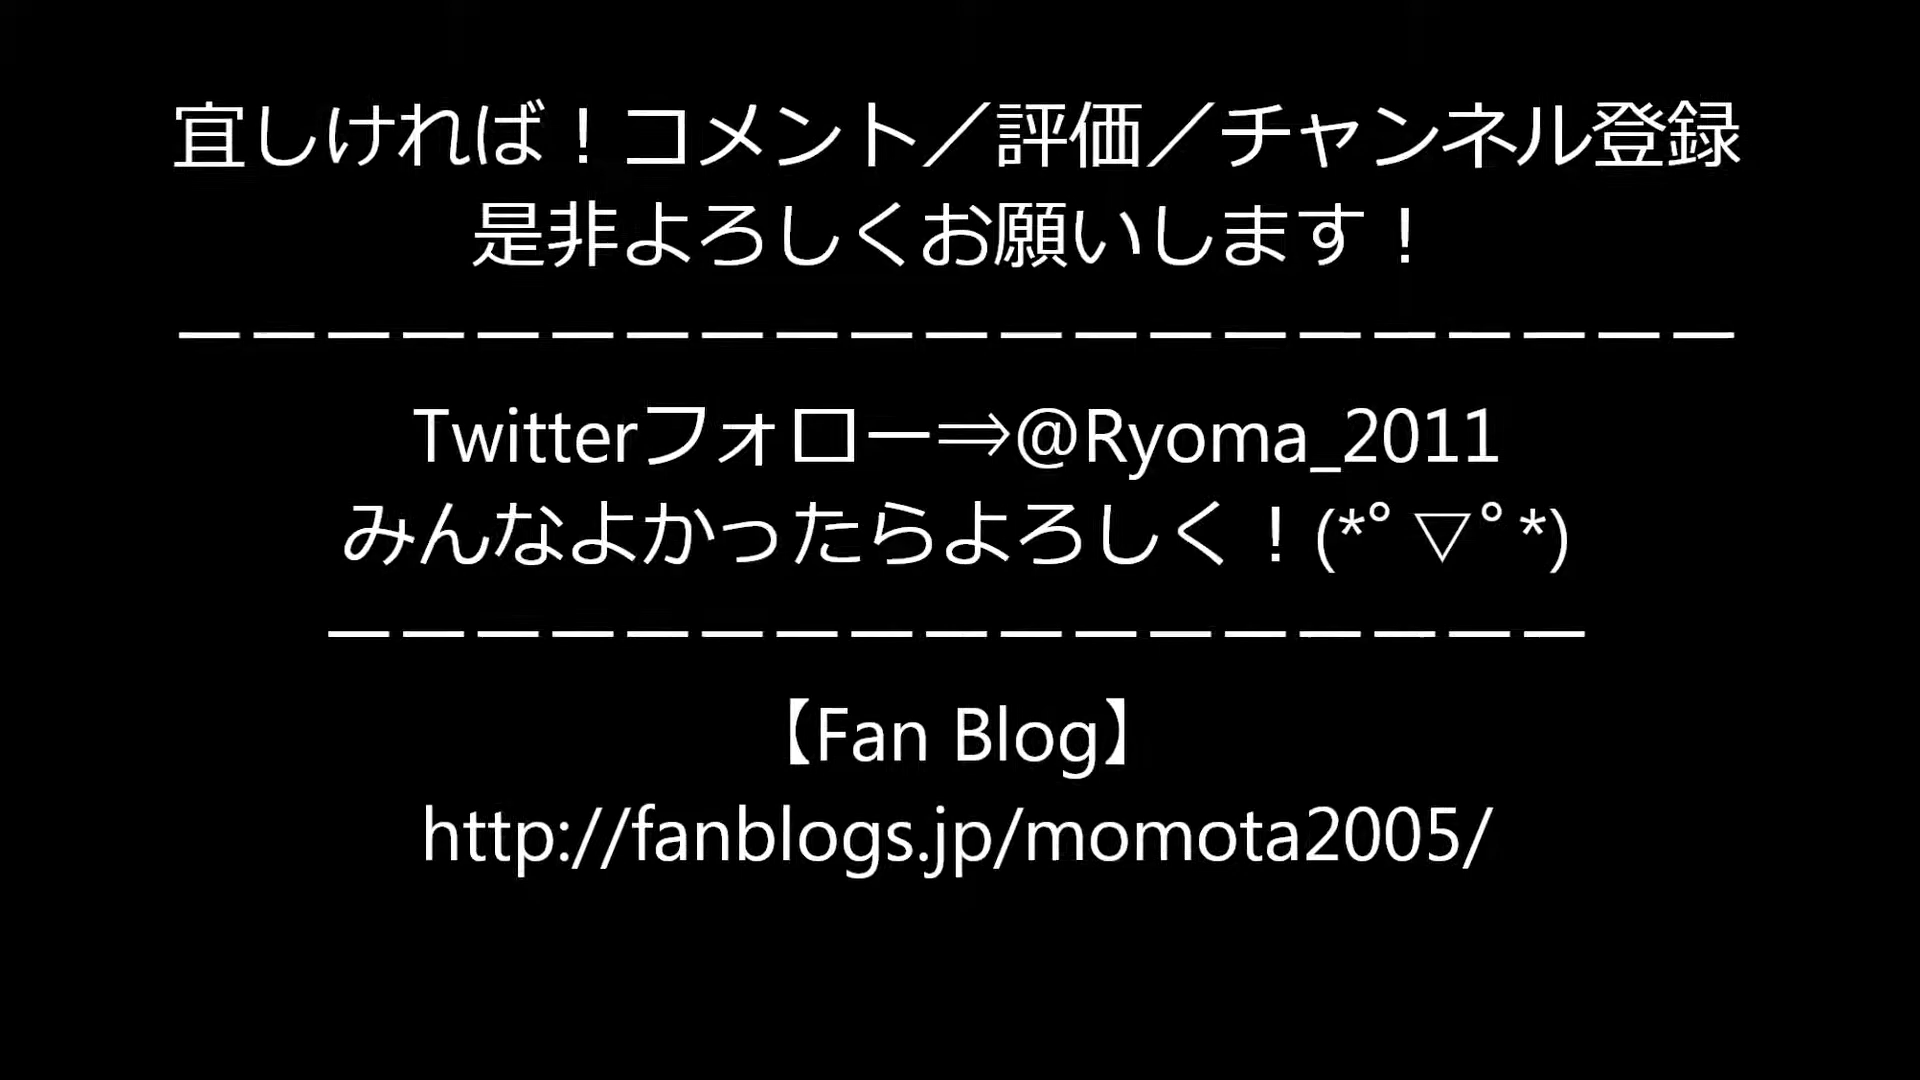 宜しければ！コメント／評価／チャンネル登録
是非よろしくお願いします！
ーーーーーーーーーーーーーーーーーーーーー
Twitterフォロー⇒@Ryoma_2011
みんなよかったらよろしく！(*ﾟ▽ﾟ*)
ーーーーーーーーーーーーーーーーー
【Fan Blog】
http://fanblogs.jp/momota2005/